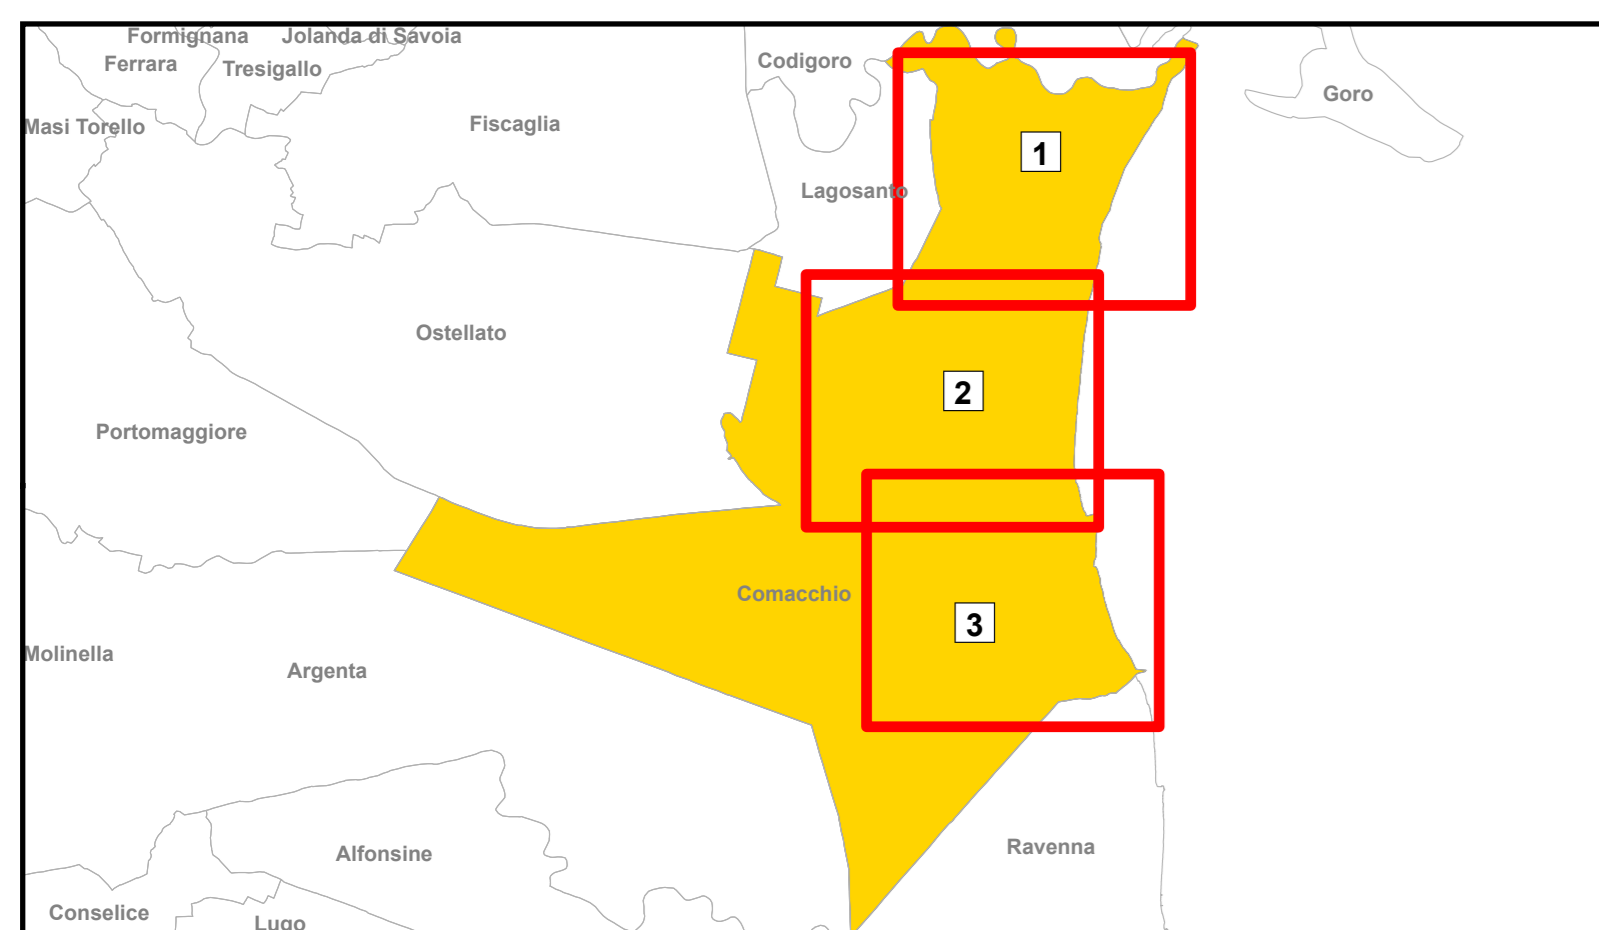 Formignana
Jolanda di Savoia
Ferrara
Tresigallo
Codigoro
Goro
Masi Torello
Fiscaglia
1
Lagosanto
Ostellato
2
Portomaggiore
Comacchio
3
Molinella
Argenta
Ravenna
Alfonsine
Conselice
Lugo